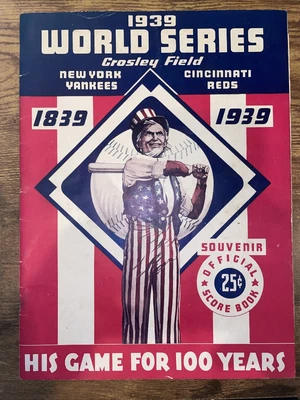 1939
WORLD SERIES
Crosley Field
NEW YORK
YANKEES
CINCINNATI
REDS
1839
1939
SOUVENIR
OFFICIAL
25¢
SCORE BOOK
HIS GAME FOR 100 YEARS